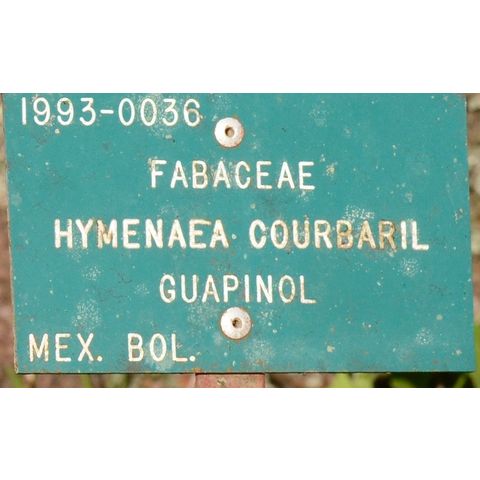 1993-0036
FABACEAE
HYMENAEA COURBARIL
GUAPINOL
MEX. BOL.